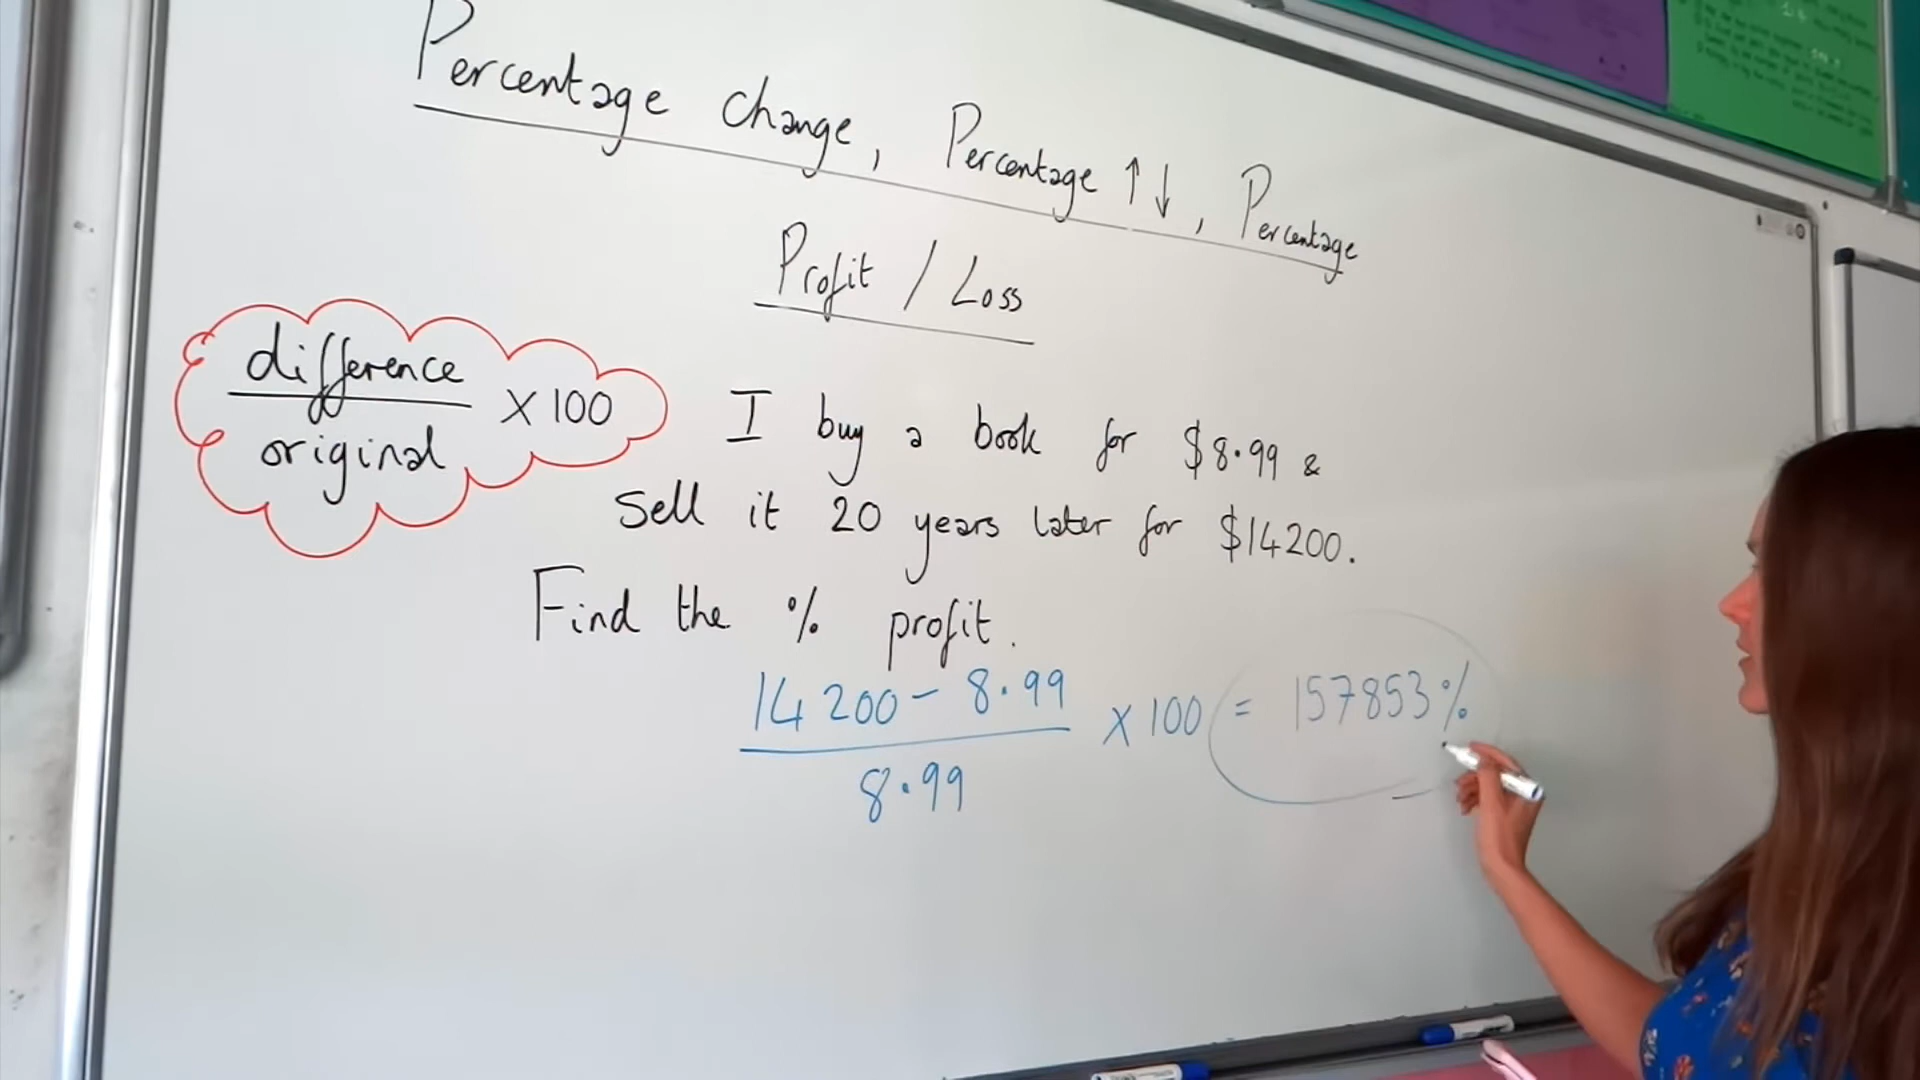 Percentage Change, Percentage ↑↓, Percentage
Profit / Loss
difference
original
X 100
I buy a book for $8.99 &
Sell it 20 years later for $14200.
Find the % profit.
14200 - 8.99
8.99
X 100 = 157853%